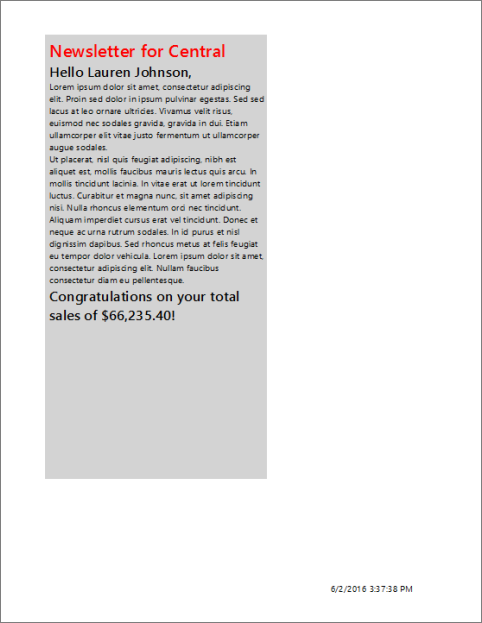 Newsletter for Central
Hello Lauren Johnson,
Lorem ipsum dolor sit amet, consectetur adipiscing
elit. Proin sed dolor in ipsum pulvinar egestas. Sed sed
lacus at leo ornare ultricies. Vivamus velit risus,
euismod nec sodales gravida, gravida in dui. Etiam
ullamcorper elit vitae justo fermentum ut ullamcorper
augue sodales.
Ut placerat, nisl quis feugiat adipiscing, nibh est
aliquet est, mollis faucibus mauris lectus quis arcu. In
mollis tincidunt lacinia. In vitae erat ut lorem tincidunt
luctus. Curabitur et magna nunc, sit amet adipiscing
nisi. Nulla rhoncus elementum orci nec tincidunt.
Aliquam imperdiet cursus erat vel tincidunt. Donec et
neque ac urna rutrum sodales. In id purus et nisl
dignissim dapibus. Sed rhoncus metus at felis feugiat
eu tempor dolor vehicula. Lorem ipsum dolor sit amet,
consectetur adipiscing elit. Nullam faucibus
consectetur diam eu pellentesque.
Congratulations on your total
sales of $66,235.40!
6/2/2016 3:37:38 PM